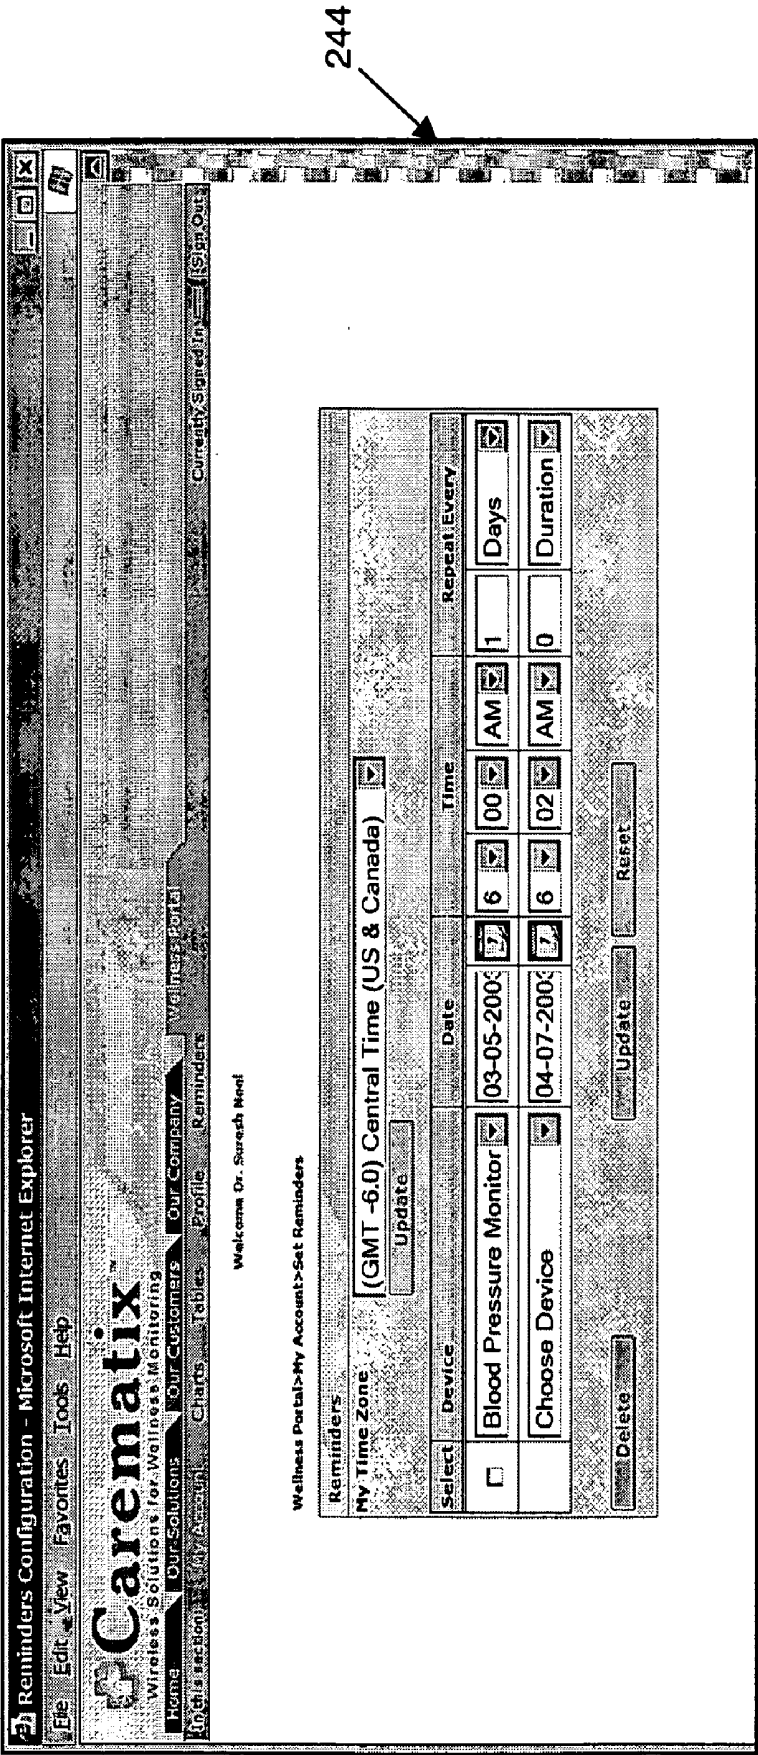 244
Reminders Configuration - Microsoft Internet Explorer
File Edit View Favorites Tools Help
Carematix™
Wireless Solutions for Wellness Monitoring
Home Our Solutions Our Customers Our Company Wellness Portal
In this section: My Account Charts Tables Profile Reminders Currently Signed In Sign Out
Welcome Dr. Suresh
Wellness Portal>My Account>Set Reminders
Reminders
My Time Zone (GMT -6.0) Central Time (US & Canada)
Update
Select Device Date Time Repeat Every
Blood Pressure Monitor 03-05-2003 6 00 AM 1 Days
Choose Device 04-07-2003 6 02 AM 0 Duration
Delete Update Reset